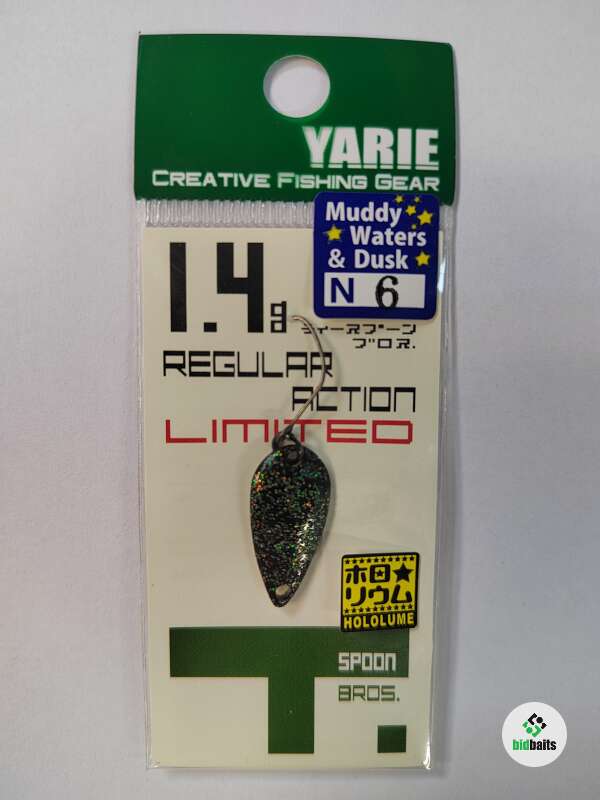 YARIE
CREATIVE FISHING GEAR
Muddy
Waters
& Dusk
N 6
1.4g
ティースプーン
ブロス.
REGULAR
ACTION
LIMITED
ホロ★
リウム
HOLOLUME
T.
SPOON
BROS.
bidbaits